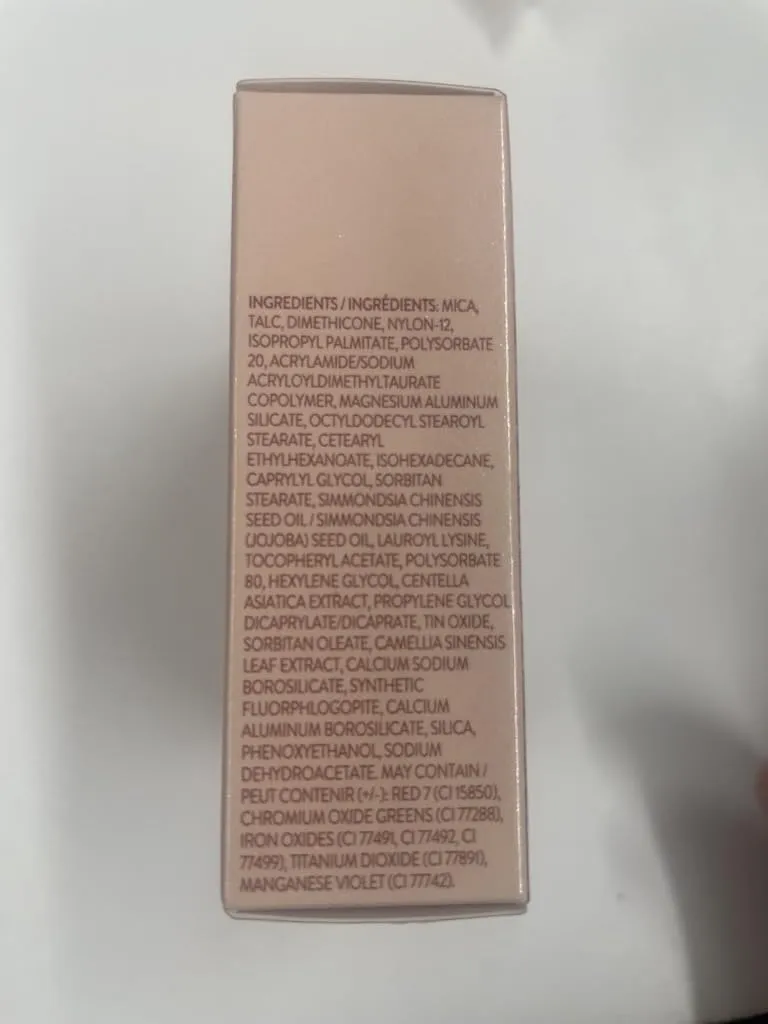 INGREDIENTS / INGRÉDIENTS: MICA,
TALC, DIMETHICONE, NYLON-12,
ISOPROPYL PALMITATE, POLYSORBATE
20, ACRYLAMIDE/SODIUM
ACRYLOYLDIMETHYLTAURATE
COPOLYMER, MAGNESIUM ALUMINUM
SILICATE, OCTYLDODECYL STEAROYL
STEARATE, CETEARYL
ETHYLHEXANOATE, ISOHEXADECANE,
CAPRYLYL GLYCOL, SORBITAN
STEARATE, SIMMONDSIA CHINENSIS
SEED OIL / SIMMONDSIA CHINENSIS
(JOJOBA) SEED OIL, LAUROYL LYSINE,
TOCOPHERYL ACETATE, POLYSORBATE
80, HEXYLENE GLYCOL, CENTELLA
ASIATICA EXTRACT, PROPYLENE GLYCOL
DICAPRYLATE/DICAPRATE, TIN OXIDE,
SORBITAN OLEATE, CAMELLIA SINENSIS
LEAF EXTRACT, CALCIUM SODIUM
BOROSILICATE, SYNTHETIC
FLUORPHLOGOPITE, CALCIUM
ALUMINUM BOROSILICATE, SILICA,
PHENOXYETHANOL, SODIUM
DEHYDROACETATE. MAY CONTAIN /
PEUT CONTENIR (+/-): RED 7 (CI 15850),
CHROMIUM OXIDE GREENS (CI 77288),
IRON OXIDES (CI 77491, CI 77492, CI
77499), TITANIUM DIOXIDE (CI 77891),
MANGANESE VIOLET (CI 77742).